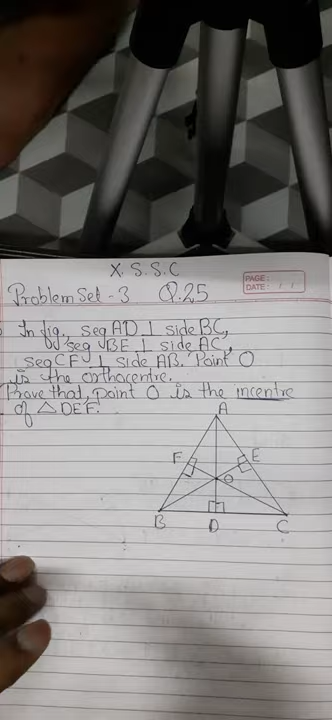 X. S. S. C
PAGE:
DATE: / /
Problem Set - 3 Q.25
In fig. seg AD ⊥ side BC,
seg BE ⊥ side AC,
seg CF ⊥ side AB. Point O
is the orthocentre.
Prove that, point O is the incentre
of △ DEF.
A
F E
O
B D C